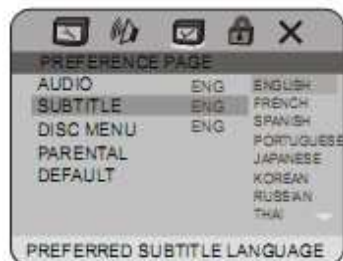 PREFERENCE PAGE
AUDIO ENG ENGLISH
SUBTITLE ENG FRENCH
DISC MENU ENG SPANISH
PARENTAL PORTUGUESE
DEFAULT JAPANESE
KOREAN
RUSSIAN
THAI
PREFERRED SUBTITLE LANGUAGE